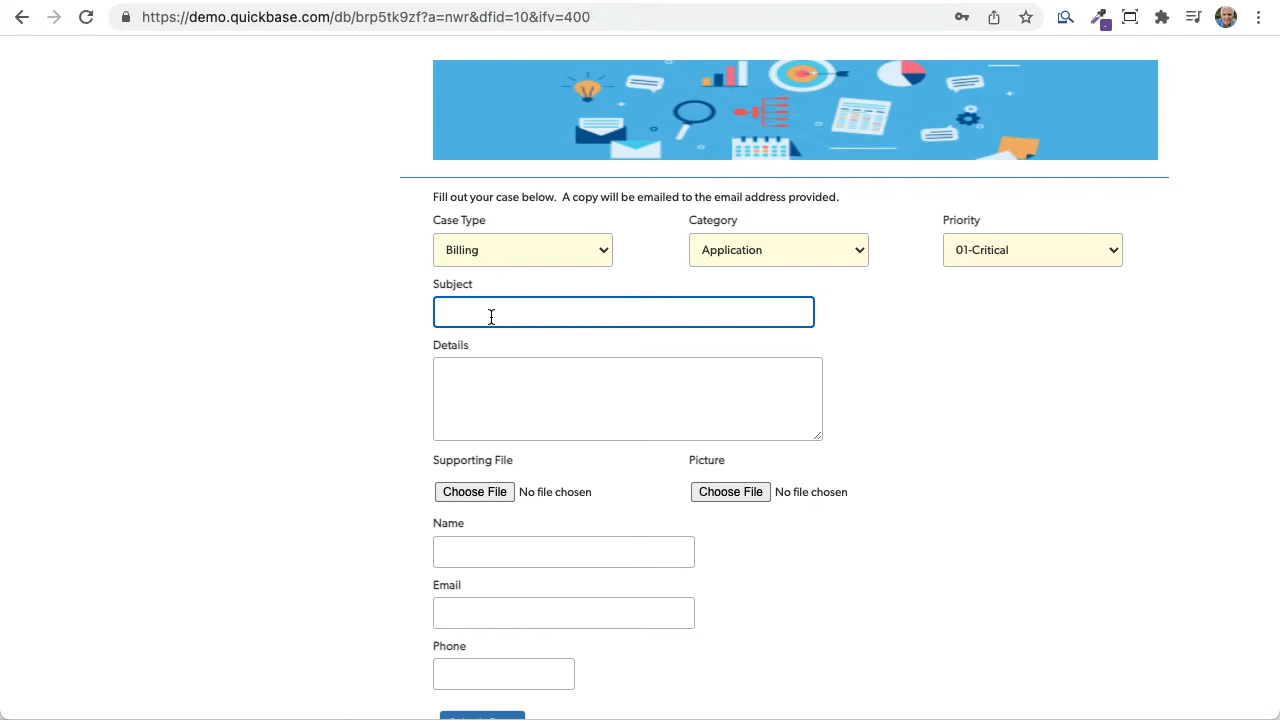 https://demo.quickbase.com/db/brp5tk9zf?a=nwr&dfid=10&ifv=400
Fill out your case below. A copy will be emailed to the email address provided.
Case Type Category Priority
Billing Application 01-Critical
Subject
Details
Supporting File Picture
Choose File No file chosen Choose File No file chosen
Name
Email
Phone